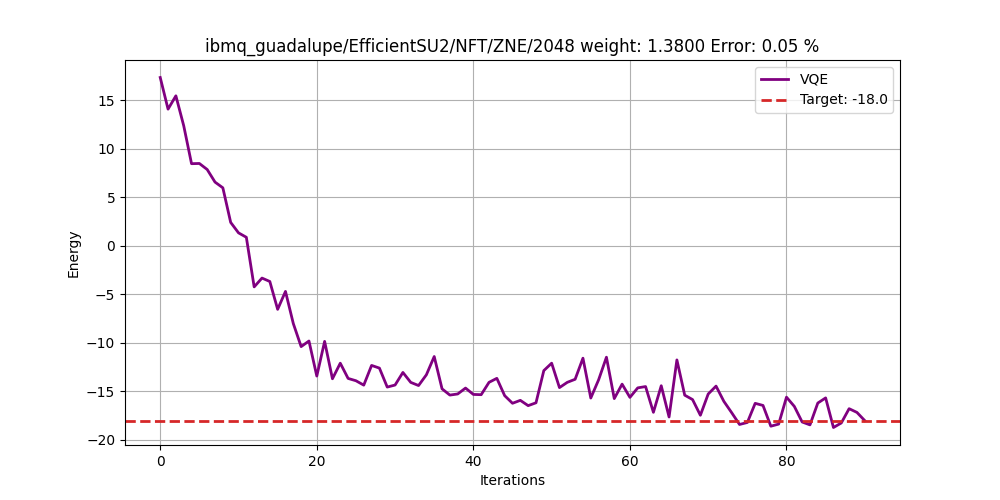 ibmq_guadalupe/EfficientSU2/NFT/ZNE/2048 weight: 1.3800 Error: 0.05 %
VQE
Target: -18.0
15
10
5
0
−5
−10
−15
−20
Energy
0 20 40 60 80
Iterations